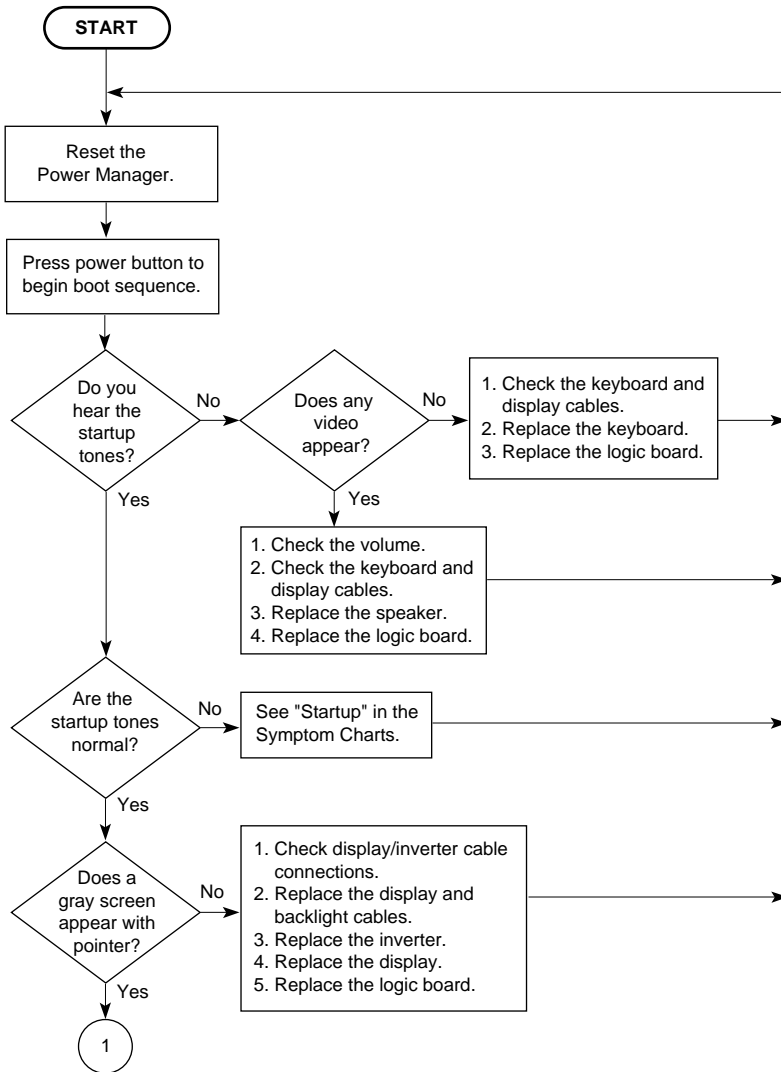 START
Reset the
Power Manager.
Press power button to
begin boot sequence.
Do you
hear the
startup
tones?
No
Does any
video
appear?
No
1. Check the keyboard and
display cables.
2. Replace the keyboard.
3. Replace the logic board.
Yes
Yes
1. Check the volume.
2. Check the keyboard and
display cables.
3. Replace the speaker.
4. Replace the logic board.
Are the
startup tones
normal?
No
See "Startup" in the
Symptom Charts.
Yes
Does a
gray screen
appear with
pointer?
No
1. Check display/inverter cable
connections.
2. Replace the display and
backlight cables.
3. Replace the inverter.
4. Replace the display.
5. Replace the logic board.
Yes
1